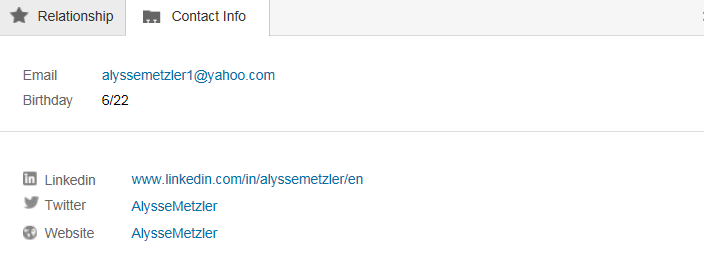 Relationship Contact Info
Email alyssemetzler1@yahoo.com
Birthday 6/22
Linkedin www.linkedin.com/in/alyssemetzler/en
Twitter AlysseMetzler
Website AlysseMetzler